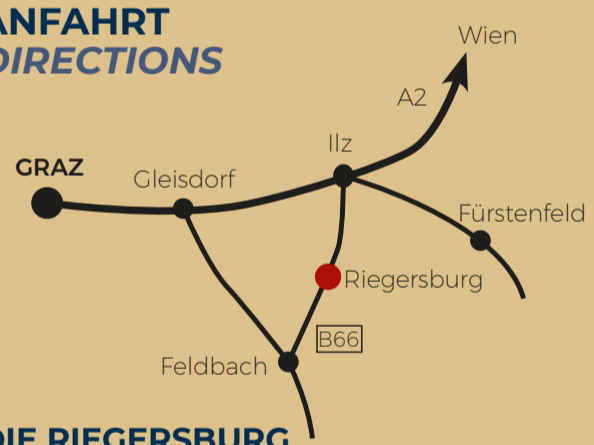 ANFAHRT
DIRECTIONS
Wien
A2
Ilz
GRAZ
Gleisdorf
Fürstenfeld
Riegersburg
B66
Feldbach
DIE RIEGERSBURG